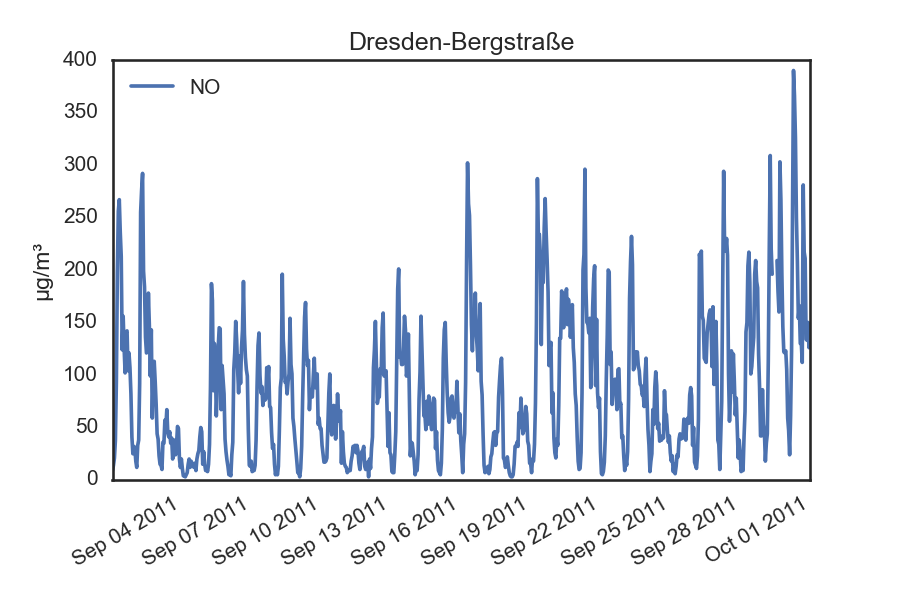 Dresden-Bergstraße
NO
µg/m³
400
350
300
250
200
150
100
50
0
Sep 04 2011
Sep 07 2011
Sep 10 2011
Sep 13 2011
Sep 16 2011
Sep 19 2011
Sep 22 2011
Sep 25 2011
Sep 28 2011
Oct 01 2011